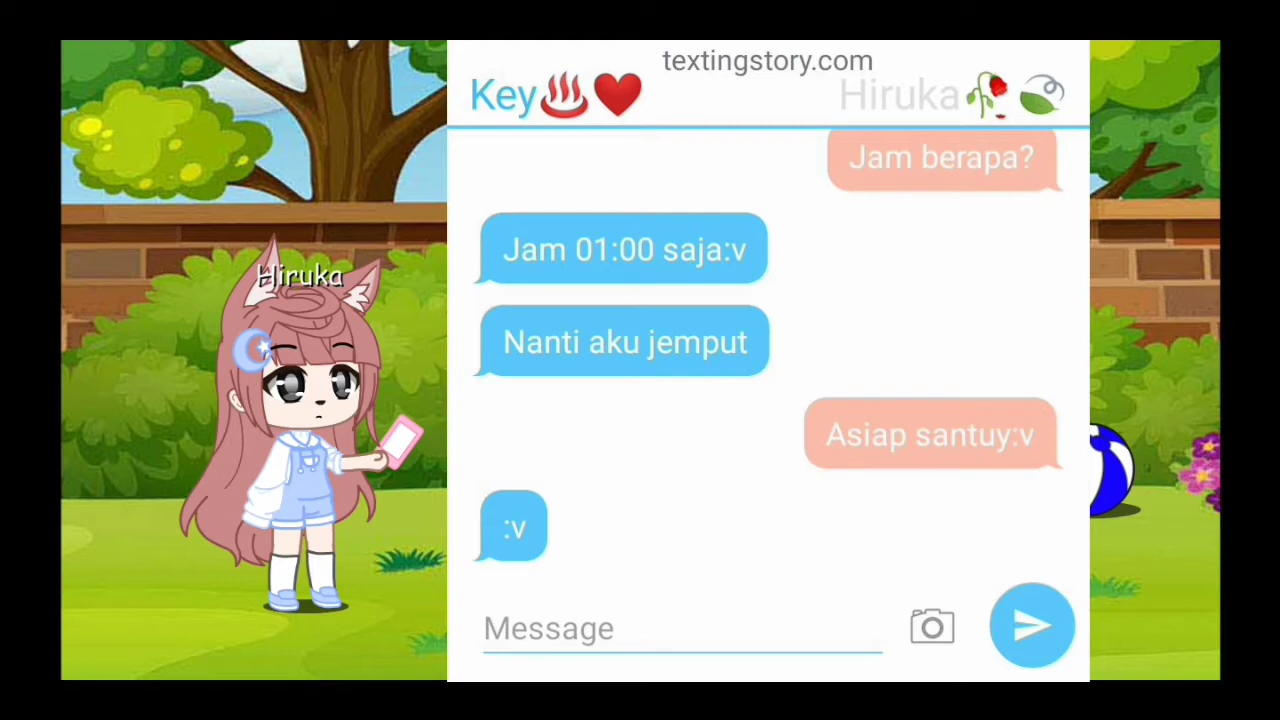 textingstory.com
Key♨️❤️ Hiruka🥀🍃
Jam berapa?
Jam 01:00 saja:v
Hiruka
Nanti aku jemput
Asiap santuy:v
:v
Message